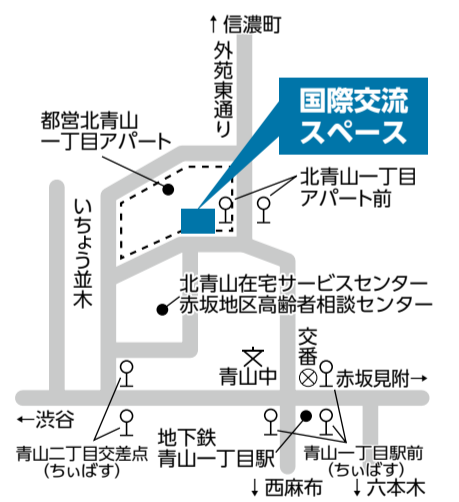 ↑信濃町
外苑東通り
国際交流
スペース
都営北青山
一丁目アパート
北青山一丁目
アパート前
いちょう並木
北青山在宅サービスセンター
赤坂地区高齢者相談センター
交番
青山中
赤坂見附→
←渋谷
青山二丁目交差点
(ちぃばす)
地下鉄
青山一丁目駅
青山一丁目駅前
(ちぃばす)
↓西麻布
↓六本木